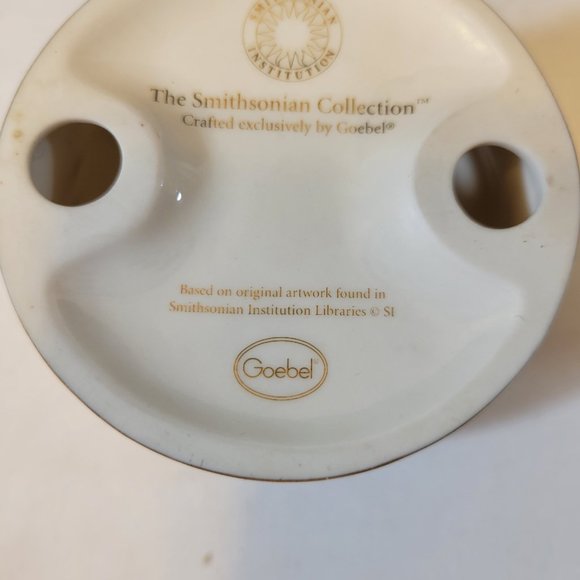 SMITHSONIAN
INSTITUTION
The Smithsonian Collection™
Crafted exclusively by Goebel®
Based on original artwork found in
Smithsonian Institution Libraries © SI
Goebel